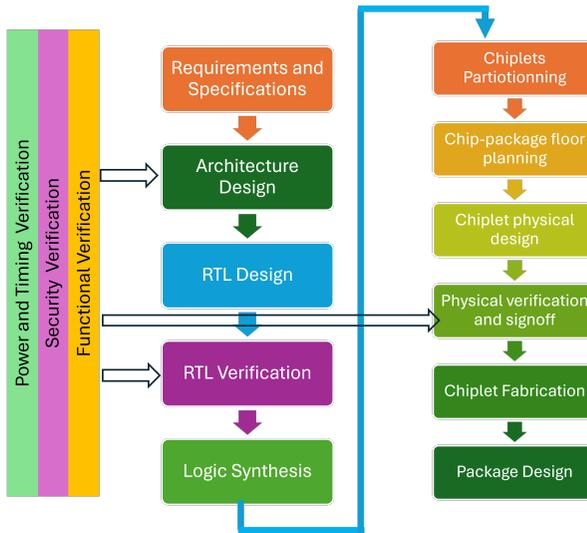 Power and Timing Verification
Security Verification
Functional Verification
Requirements and
Specifications
Architecture
Design
RTL Design
RTL Verification
Logic Synthesis
Chiplets
Partiotionning
Chip-package floor
planning
Chiplet physical
design
Physical verification
and signoff
Chiplet Fabrication
Package Design